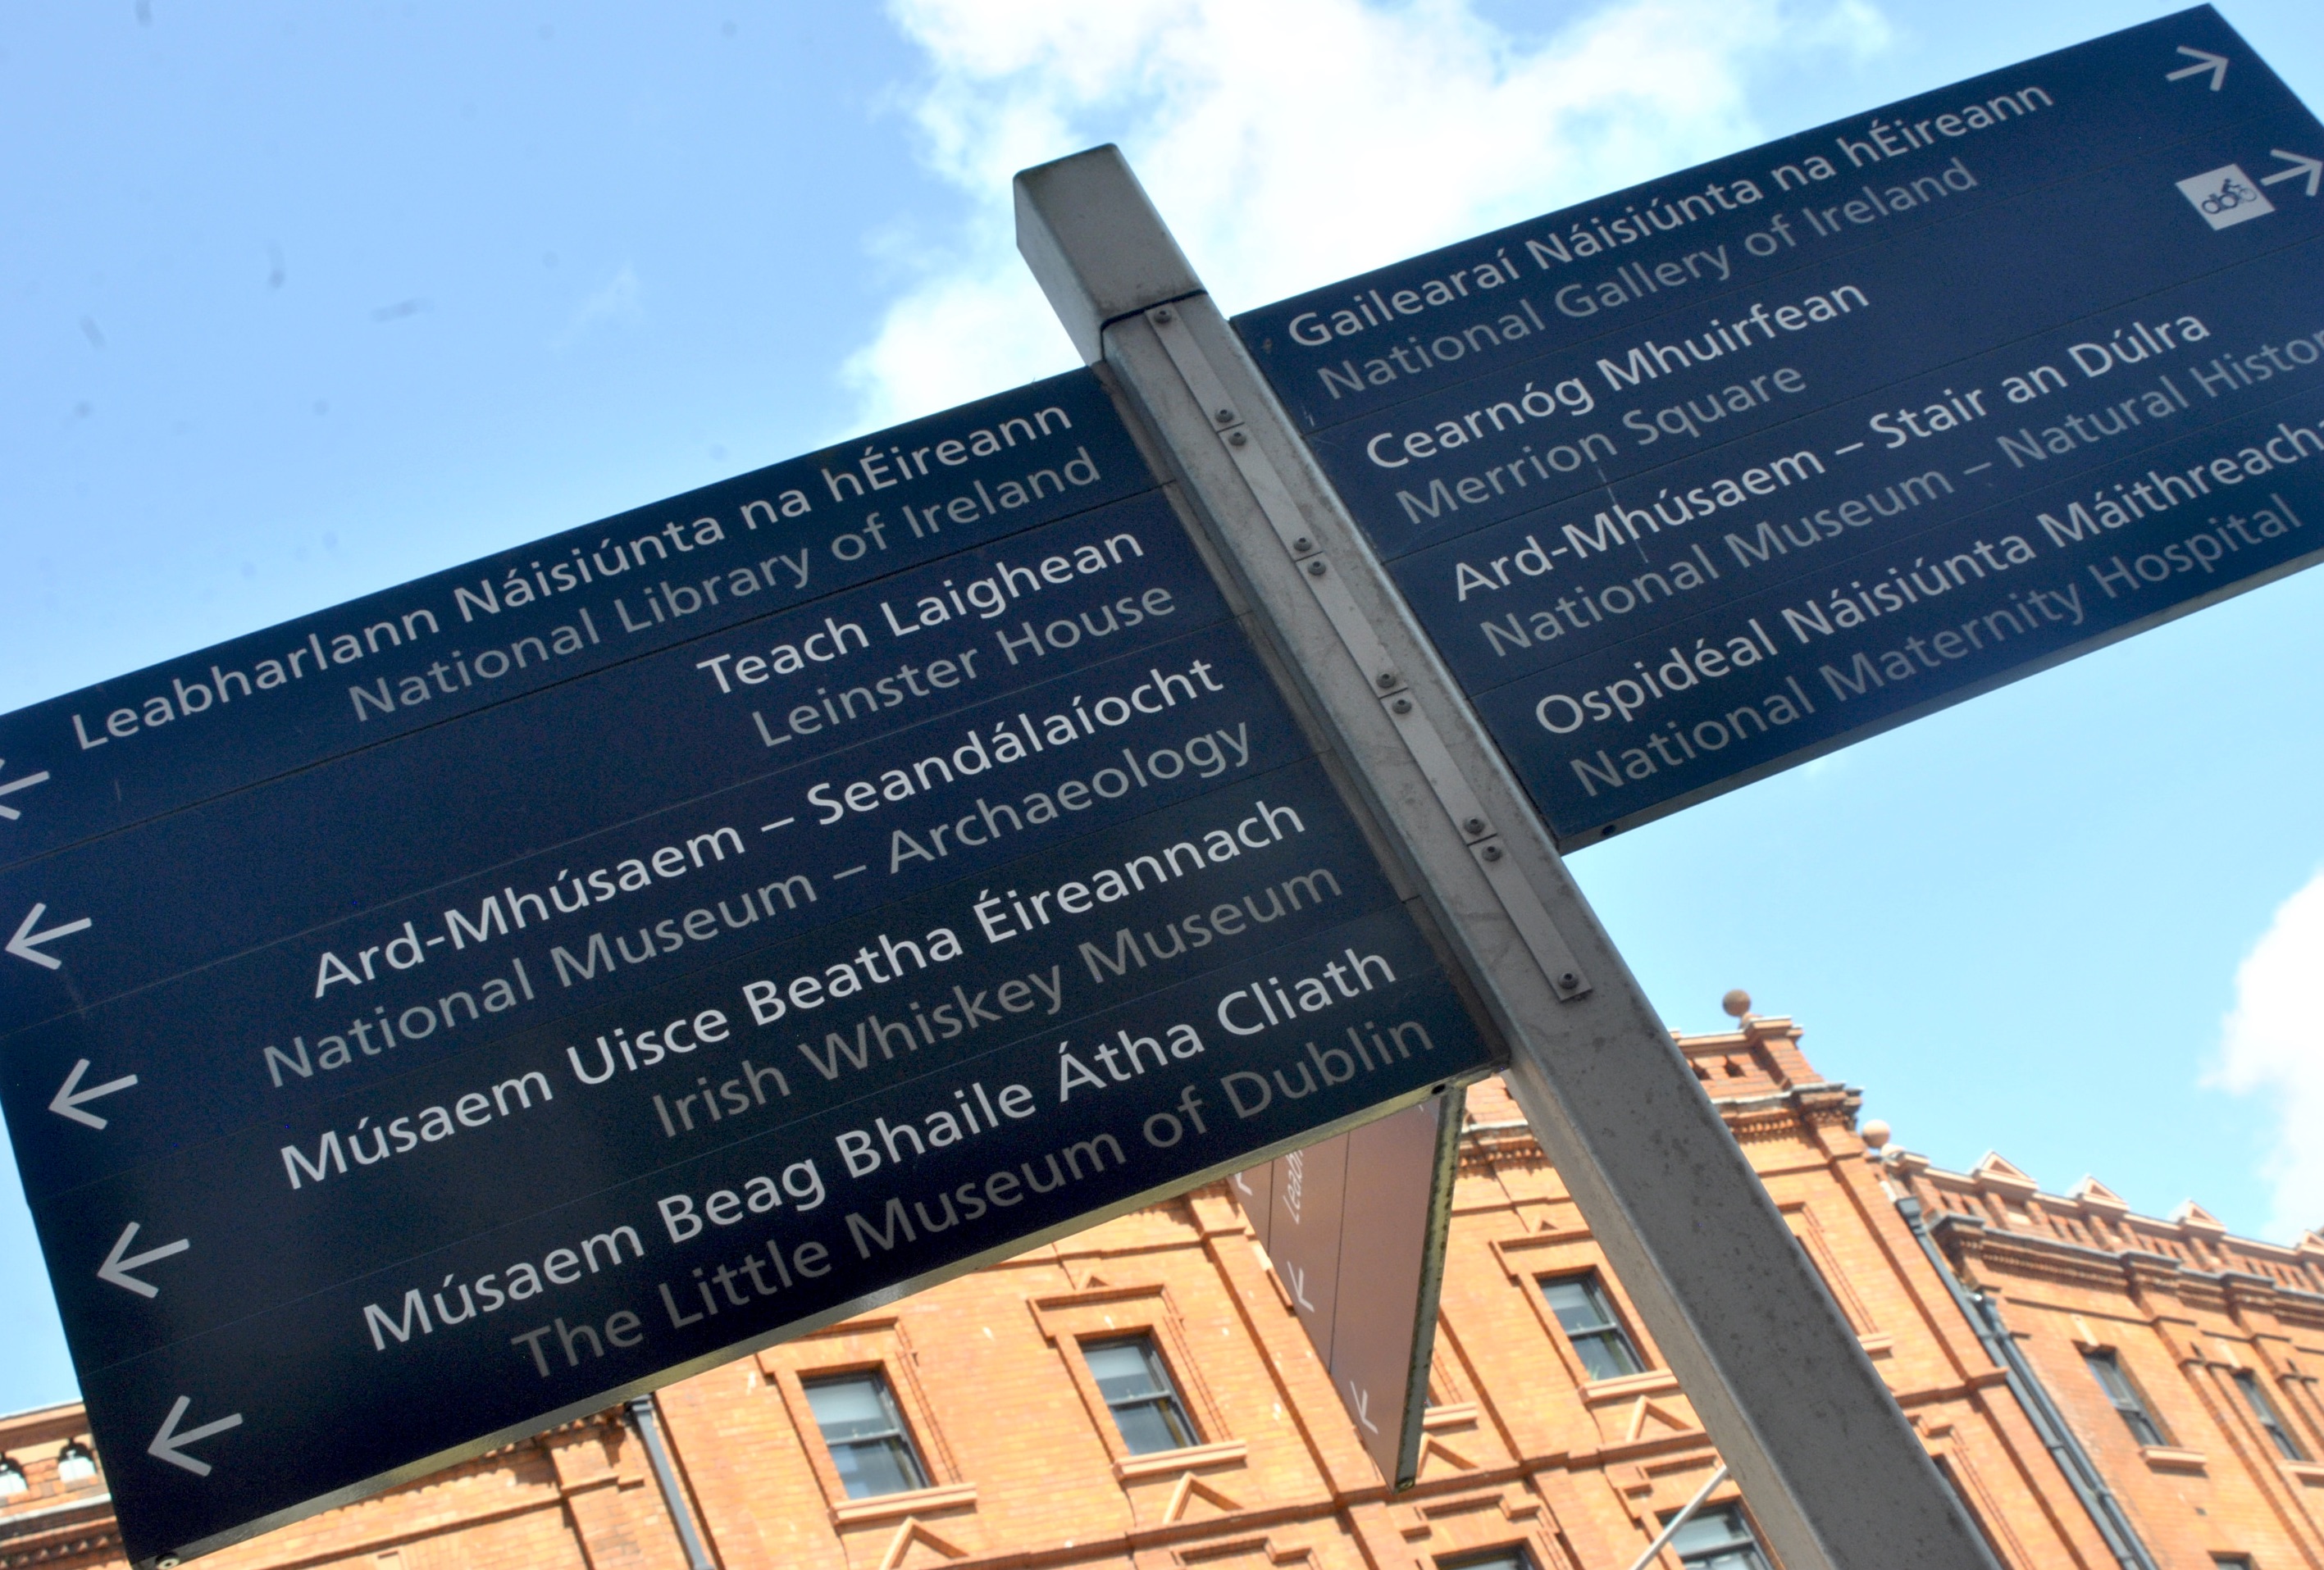 Leabharlann Náisiúnta na hÉireann
National Library of Ireland
Teach Laighean
Leinster House
Ard-Mhúsaem – Seandálaíocht
National Museum – Archaeology
Músaem Uisce Beatha Éireannach
Irish Whiskey Museum
Músaem Beag Bhaile Átha Cliath
The Little Museum of Dublin
Gailearaí Náisiúnta na hÉireann
National Gallery of Ireland
Cearnóg Mhuirfean
Merrion Square
Ard-Mhúsaem – Stair an Dúlra
National Museum – Natural
Ospidéal Náisiúnta
National Maternity Hospital